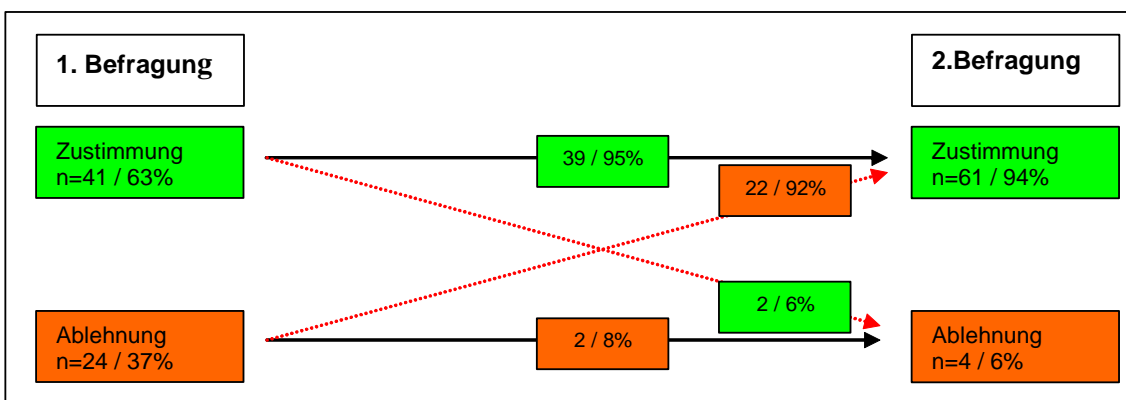 1. Befragung
2.Befragung
Zustimmung
n=41 / 63%
39 / 95%
Zustimmung
n=61 / 94%
22 / 92%
2 / 6%
Ablehnung
n=24 / 37%
2 / 8%
Ablehnung
n=4 / 6%